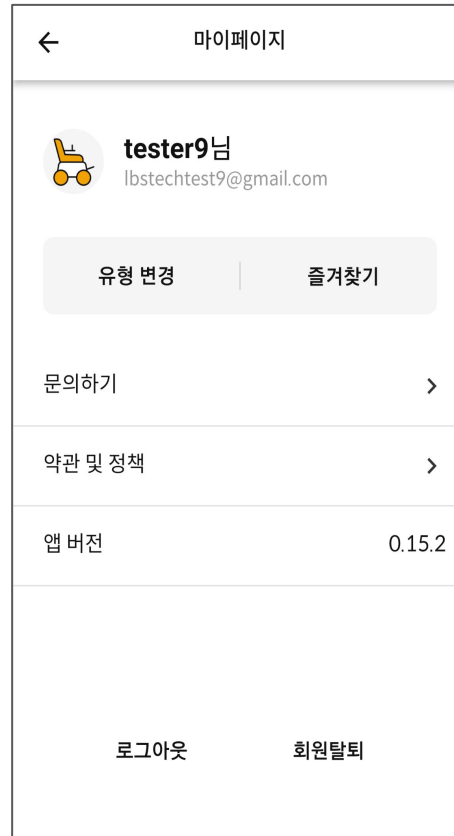 마이페이지
tester9님
lbstechtest9@gmail.com
유형 변경 즐겨찾기
문의하기
약관 및 정책
앱 버전 0.15.2
로그아웃 회원탈퇴